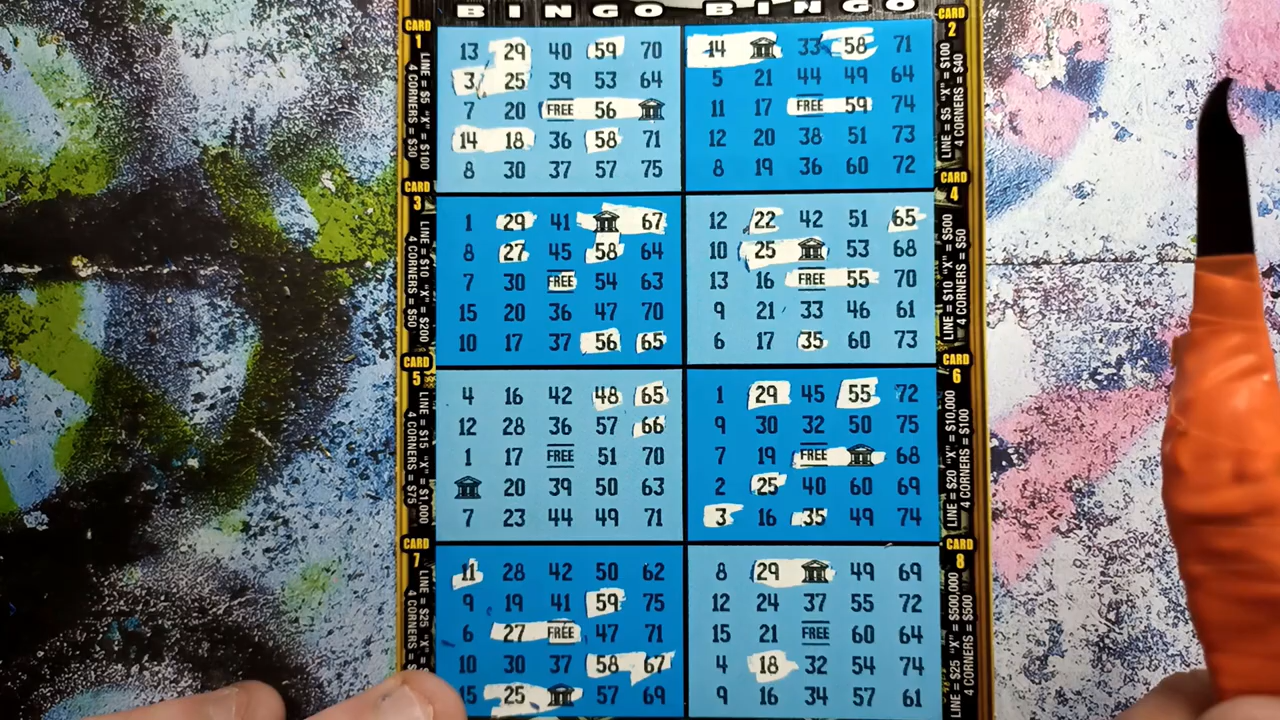 BINGO BINGO
CARD 1
LINE = $5 "X" = $100
4 CORNERS = $30
13 29 40 59 70
3 25 39 53 64
7 20 FREE 56
14 18 36 58 71
8 30 37 57 75
CARD 2
LINE = $5 "X" = $100
4 CORNERS = $40
14 33 58 71
5 21 44 49 64
11 17 FREE 59 74
12 20 38 51 73
8 19 36 60 72
CARD 3
LINE = $10 "X" = $200
4 CORNERS = $50
1 29 41 67
8 27 45 58 64
7 30 FREE 54 63
15 20 36 47 70
10 17 37 56 65
CARD 4
LINE = $10 "X" = $500
4 CORNERS = $50
12 22 42 51 65
10 25 53 68
13 16 FREE 55 70
9 21 33 46 61
6 17 35 60 73
CARD 5
LINE = $15 "X" = $1,000
4 CORNERS = $75
4 16 42 48 65
12 28 36 57 66
1 17 FREE 51 70
20 39 50 63
7 23 44 49 71
CARD 6
LINE = $20 "X" = $10,000
4 CORNERS = $100
1 29 45 55 72
9 30 32 50 75
7 19 FREE 68
2 25 40 60 69
3 16 35 49 74
CARD 7
LINE = $25 "X"
4 CORNERS =
11 28 42 50 62
9 19 41 59 75
6 27 FREE 47 71
10 30 37 58 67
15 25 57 69
CARD 8
LINE = $25 "X" = $500,000
4 CORNERS = $500
8 29 49 69
12 24 37 55 72
15 21 FREE 60 64
4 18 32 54 74
9 16 34 57 61